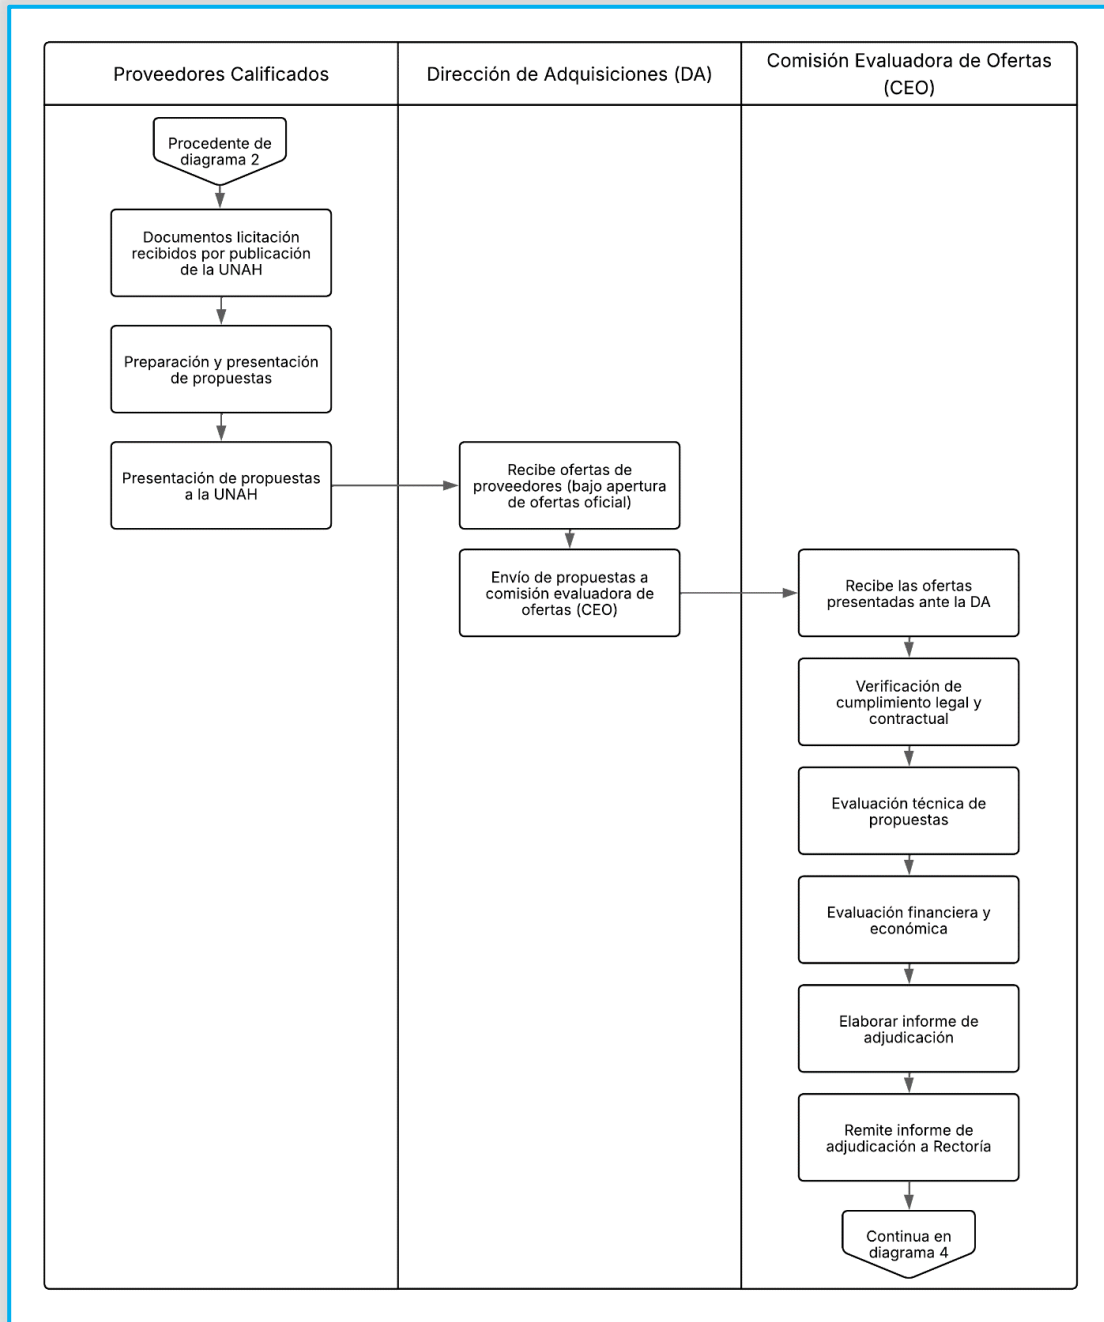 Proveedores Calificados
Dirección de Adquisiciones (DA)
Comisión Evaluadora de Ofertas
(CEO)
Procedente de
diagrama 2
Documentos licitación
recibidos por publicación
de la UNAH
Preparación y presentación
de propuestas
Presentación de propuestas
a la UNAH
Recibe ofertas de
proveedores (bajo apertura
de ofertas oficial)
Envío de propuestas a
comisión evaluadora de
ofertas (CEO)
Recibe las ofertas
presentadas ante la DA
Verificación de
cumplimiento legal y
contractual
Evaluación técnica de
propuestas
Evaluación financiera y
económica
Elaborar informe de
adjudicación
Remite informe de
adjudicación a Rectoría
Continua en
diagrama 4